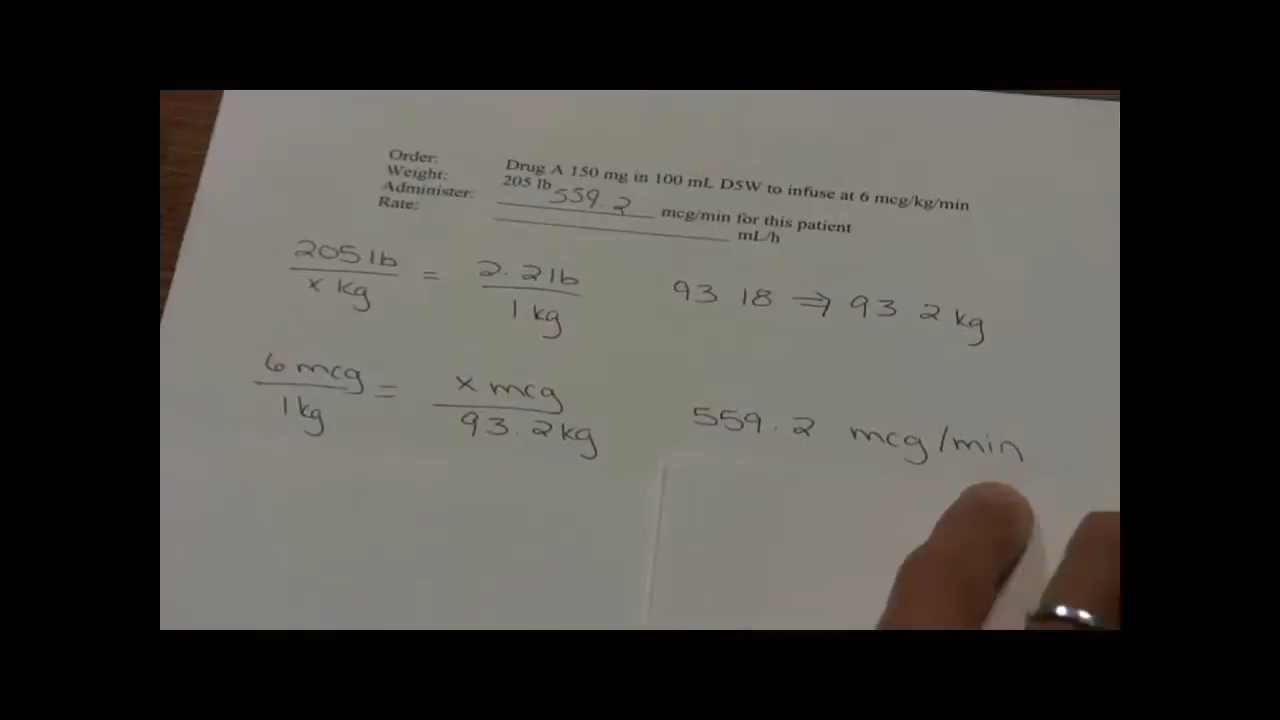 Order: Drug A 150 mg in 100 mL D5W to infuse at 6 mcg/kg/min
Weight: 205 lb
Administer: 559.2 mcg/min for this patient
Rate: mL/h
205 lb / x kg = 2.2 lb / 1 kg 93 18 ⇒ 93 2 kg
6 mcg / 1 kg = x mcg / 93.2 kg 559.2 mcg/min